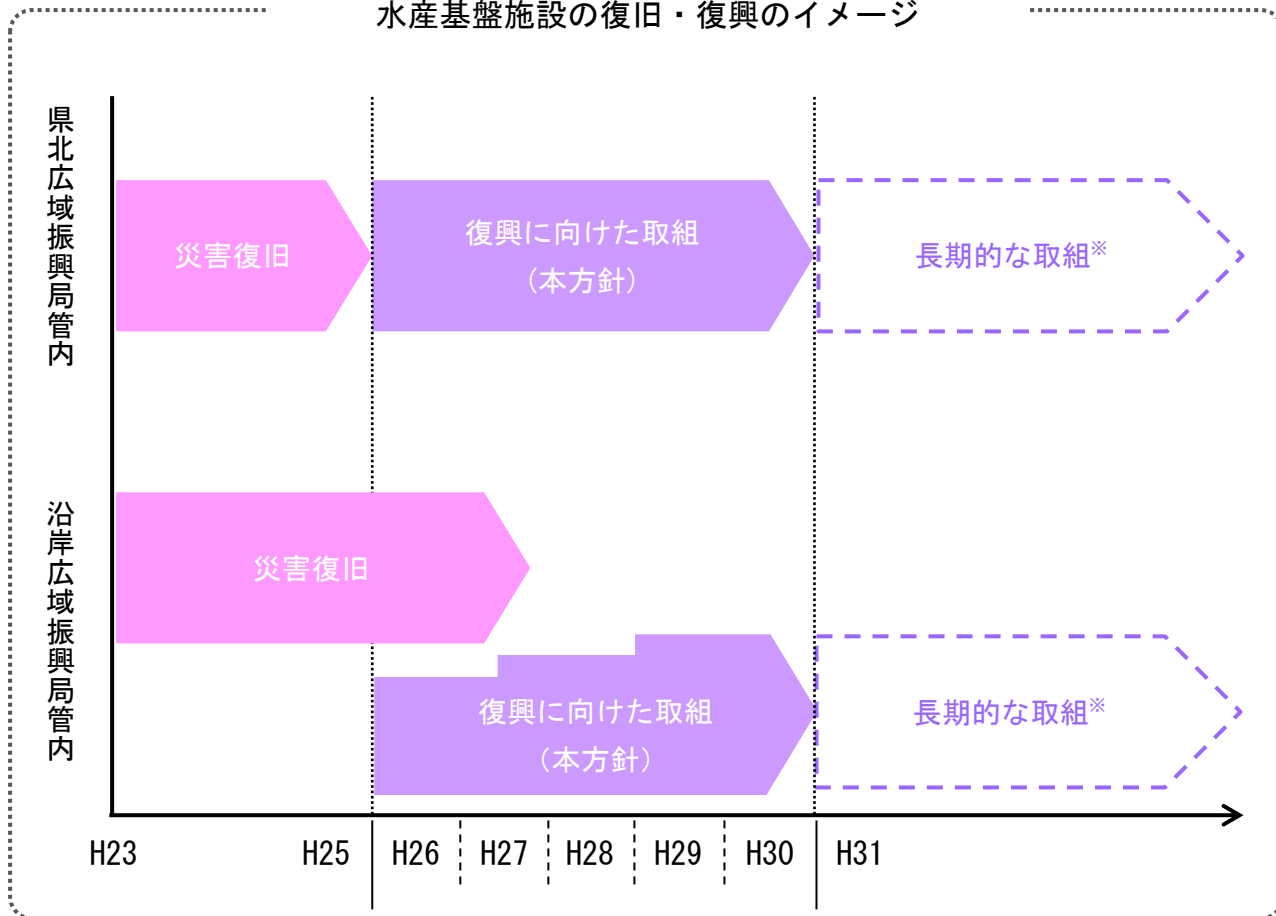 水産基盤施設の復旧・復興のイメージ
県北広域振興局管内
災害復旧
復興に向けた取組
（本方針）
長期的な取組※
沿岸広域振興局管内
災害復旧
復興に向けた取組
（本方針）
長期的な取組※
H23 H25 H26 H27 H28 H29 H30 H31